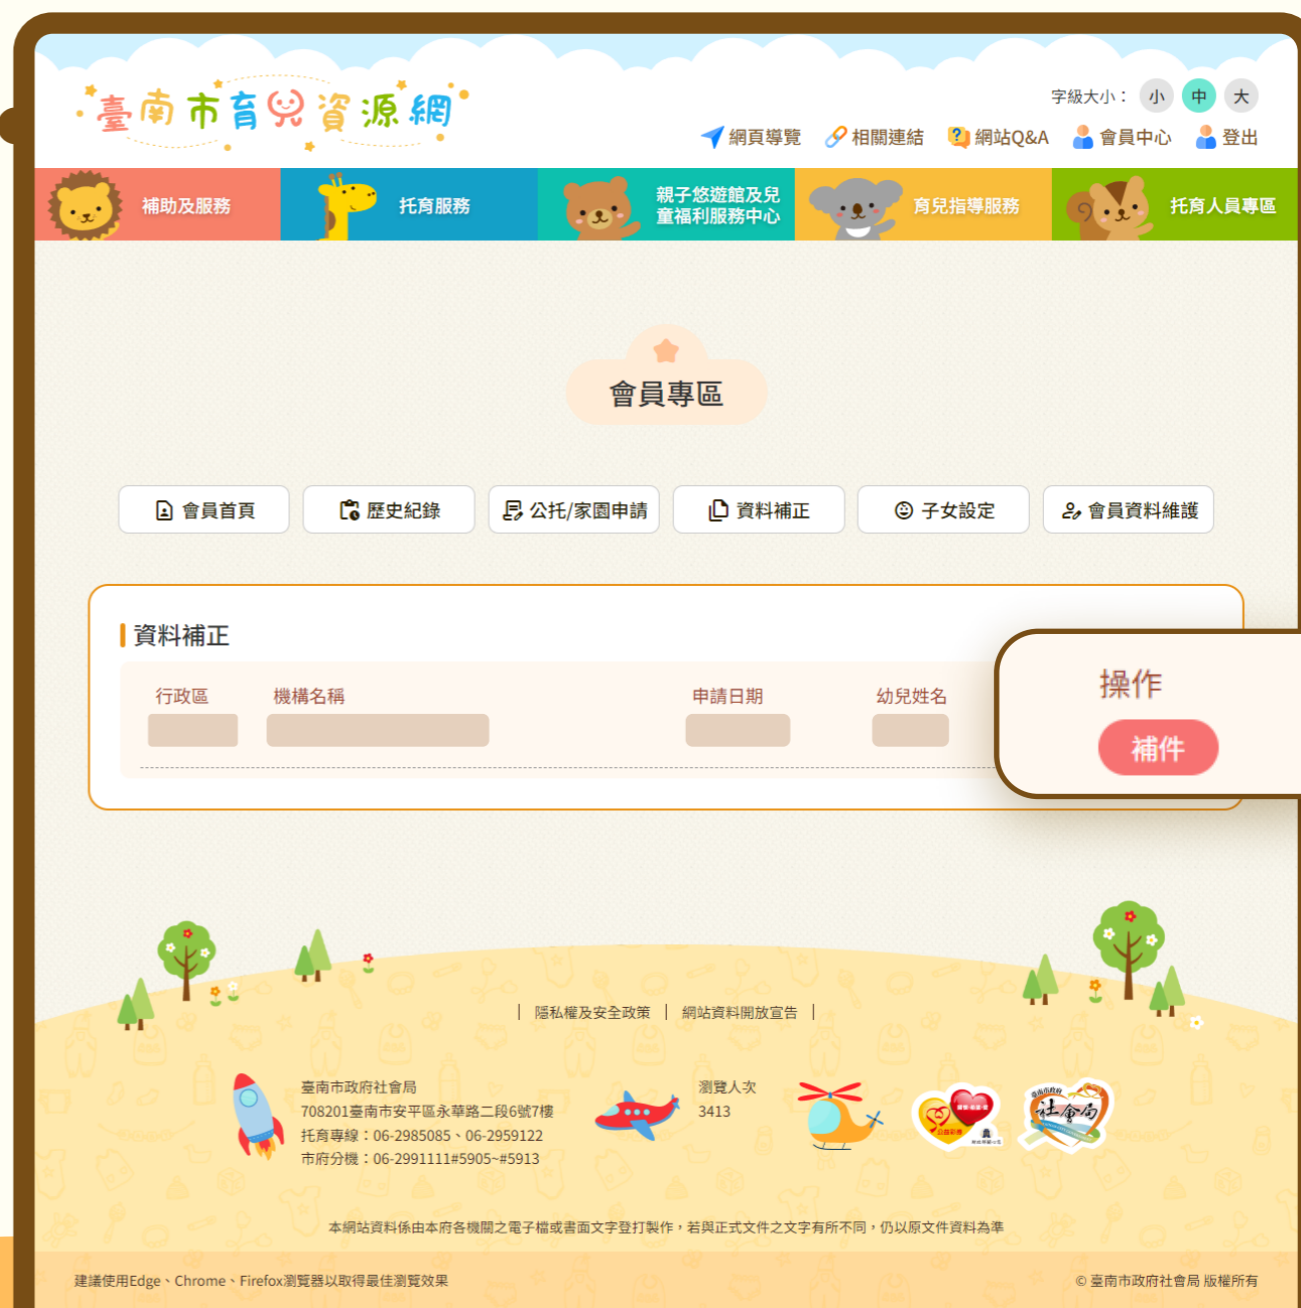 臺南市育兒資源網
字級大小： 小 中 大
網頁導覽 相關連結 網站Q&A 會員中心 登出
補助及服務
托育服務
親子悠遊館及兒
童福利服務中心
育兒指導服務
托育人員專區
會員專區
會員首頁 歷史紀錄 公托/家園申請 資料補正 子女設定 會員資料維護
資料補正
行政區 機構名稱 申請日期 幼兒姓名 操作
補件
| 隱私權及安全政策 | 網站資料開放宣告 |
臺南市政府社會局
708201臺南市安平區永華路二段6號7樓
托育專線：06-2985085、06-2959122
市府分機：06-2991111#5905~#5913
瀏覽人次
3413
公益彩券
臺南市政府
社會局
本網站資料係由本府各機關之電子檔或書面文字登打製作，若與正式文件之文字有所不同，仍以原文件資料為準
建議使用Edge、Chrome、Firefox瀏覽器以取得最佳瀏覽效果
© 臺南市政府社會局 版權所有